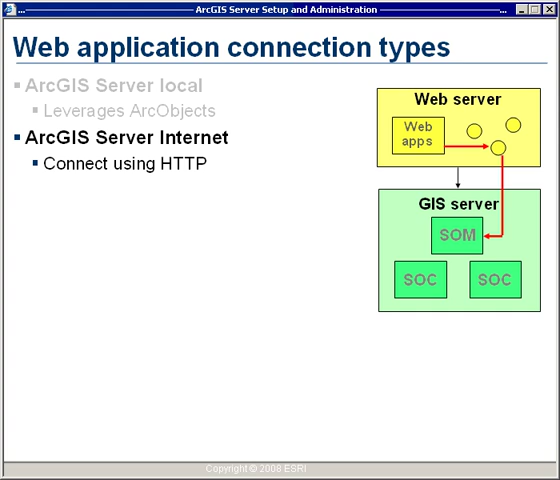 ArcGIS Server Setup and Administration
Web application connection types
ArcGIS Server local
Leverages ArcObjects
ArcGIS Server Internet
Connect using HTTP
Web server
Web
apps
GIS server
SOM
SOC
SOC
Copyright © 2008 ESRI